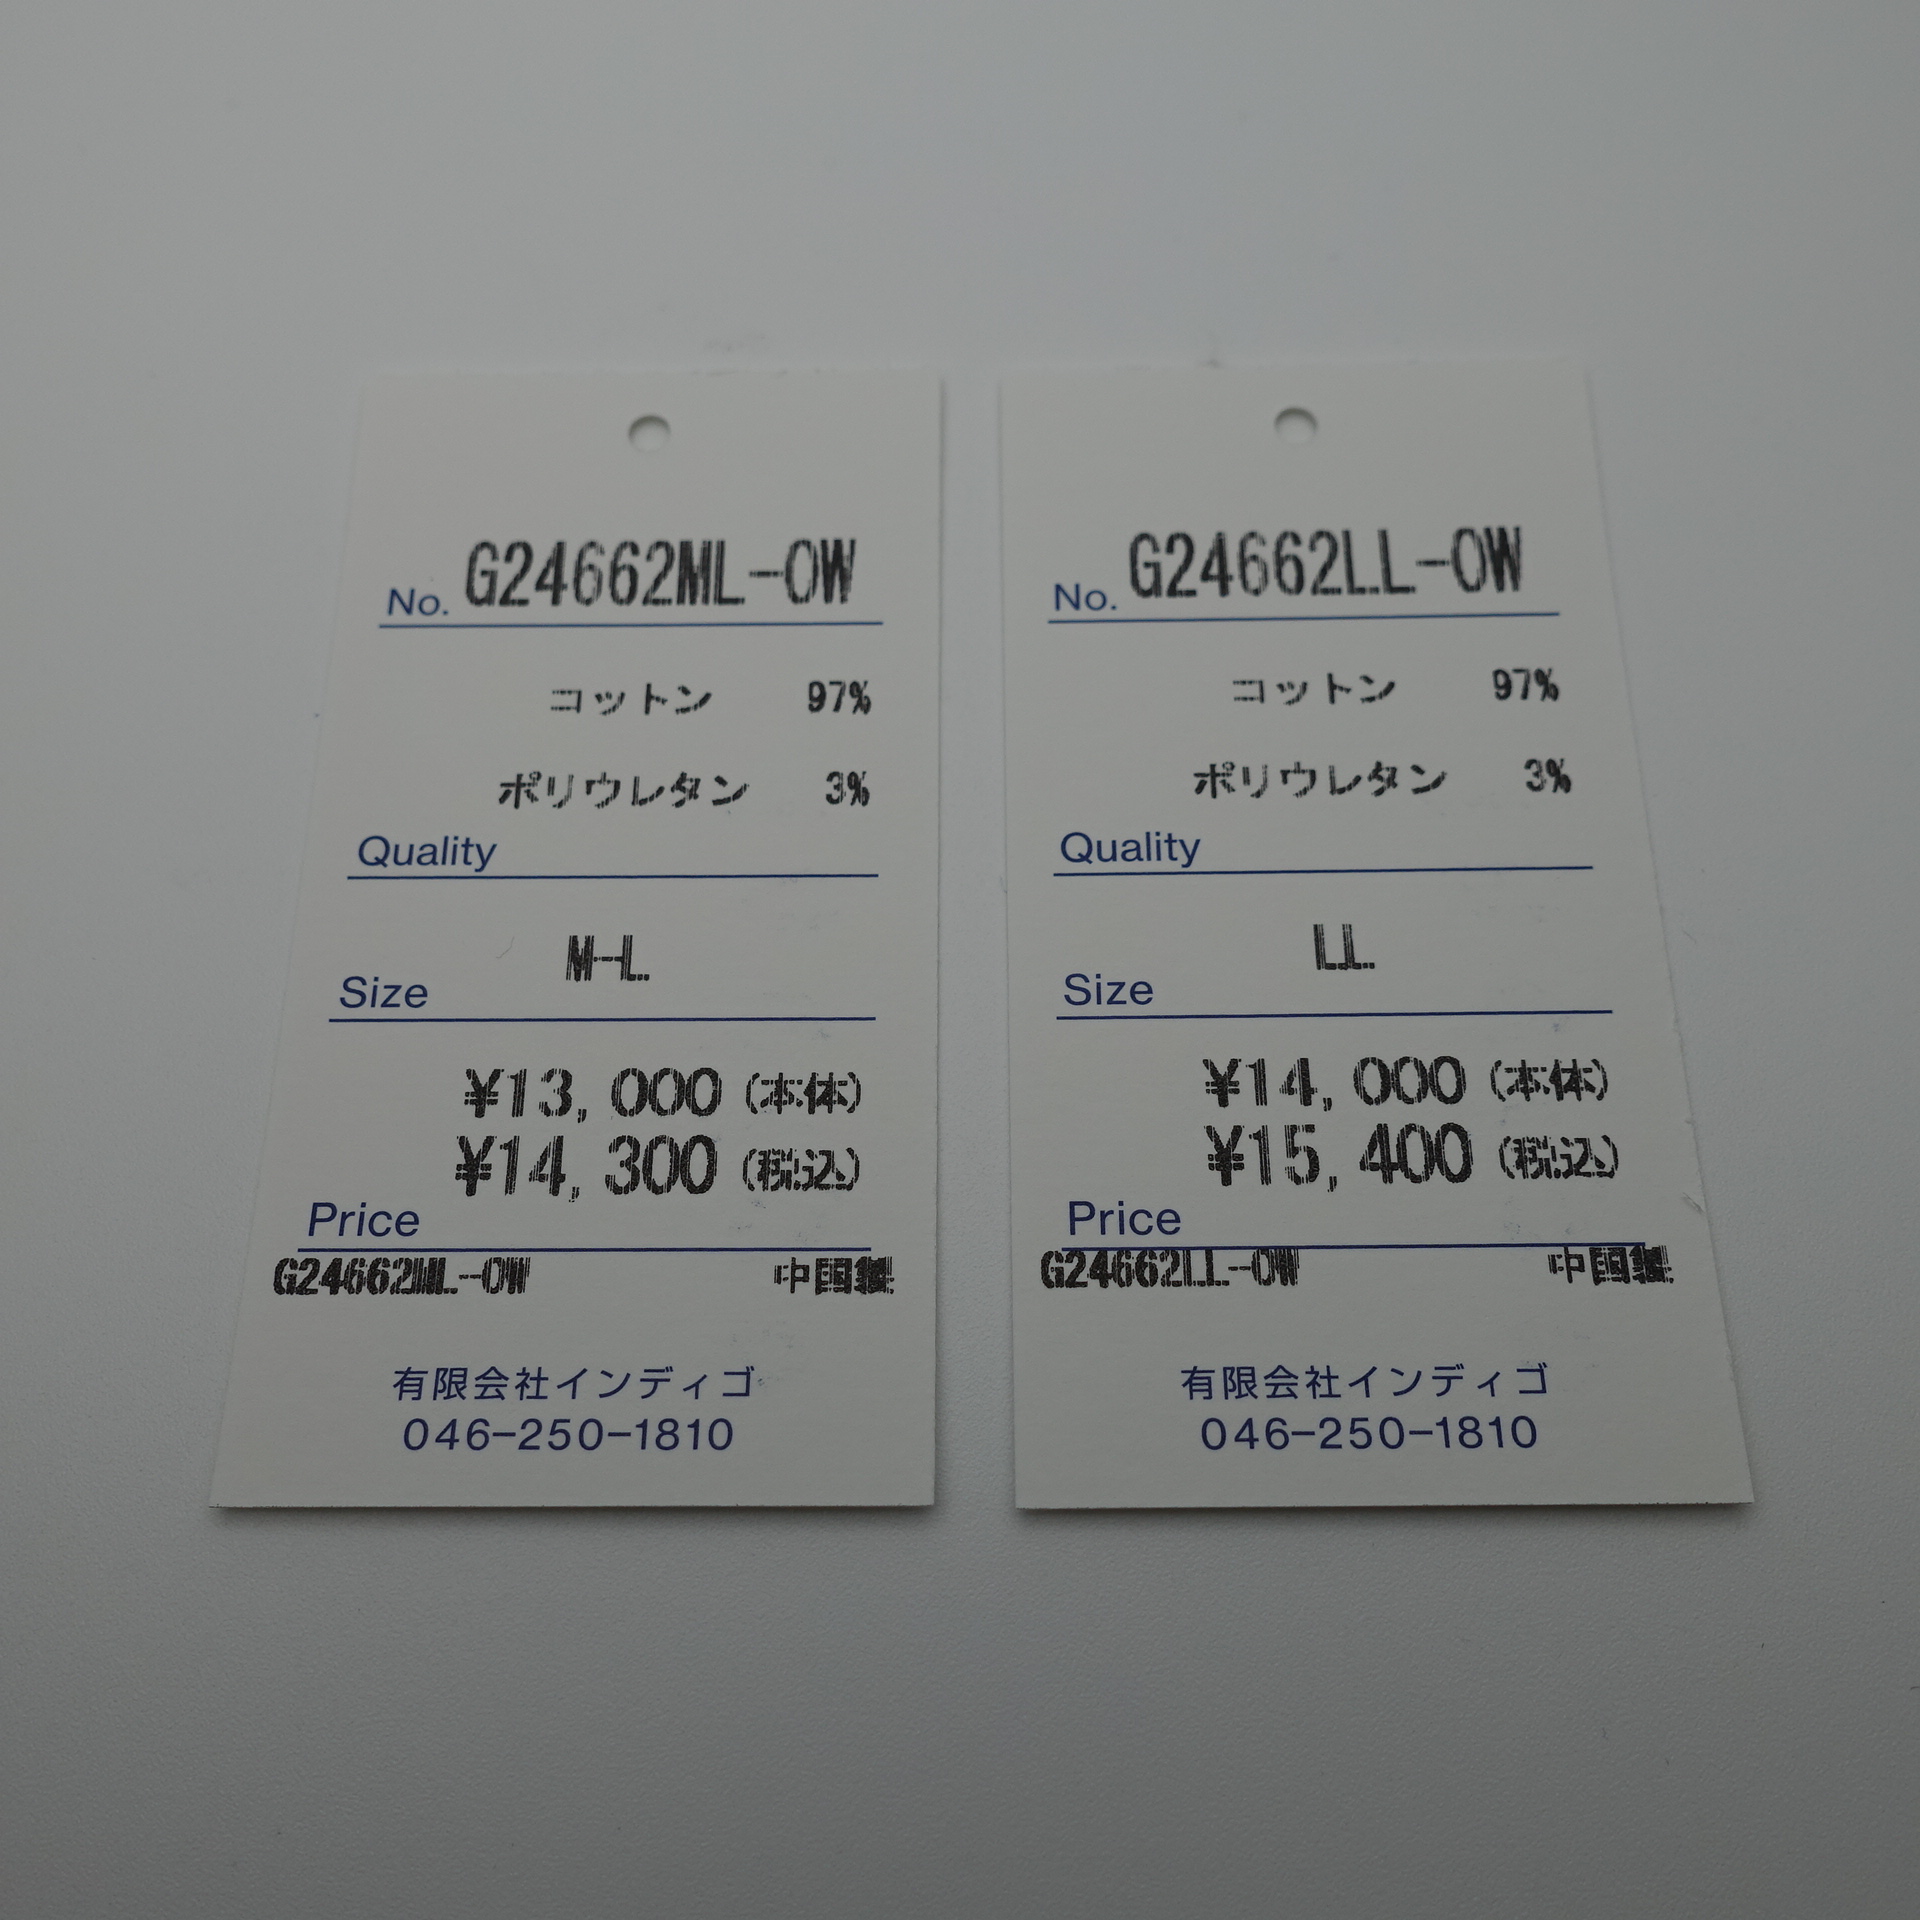 No. G24662ML-OW
コットン 97%
ポリウレタン 3%
Quality
M-L
Size
¥13,000(本体)
¥14,300(税込)
Price
G24662ML-OW 中国製
有限会社インディゴ
046-250-1810
No. G24662LL-OW
コットン 97%
ポリウレタン 3%
Quality
LL
Size
¥14,000(本体)
¥15,400(税込)
Price
G24662LL-OW 中国製
有限会社インディゴ
046-250-1810